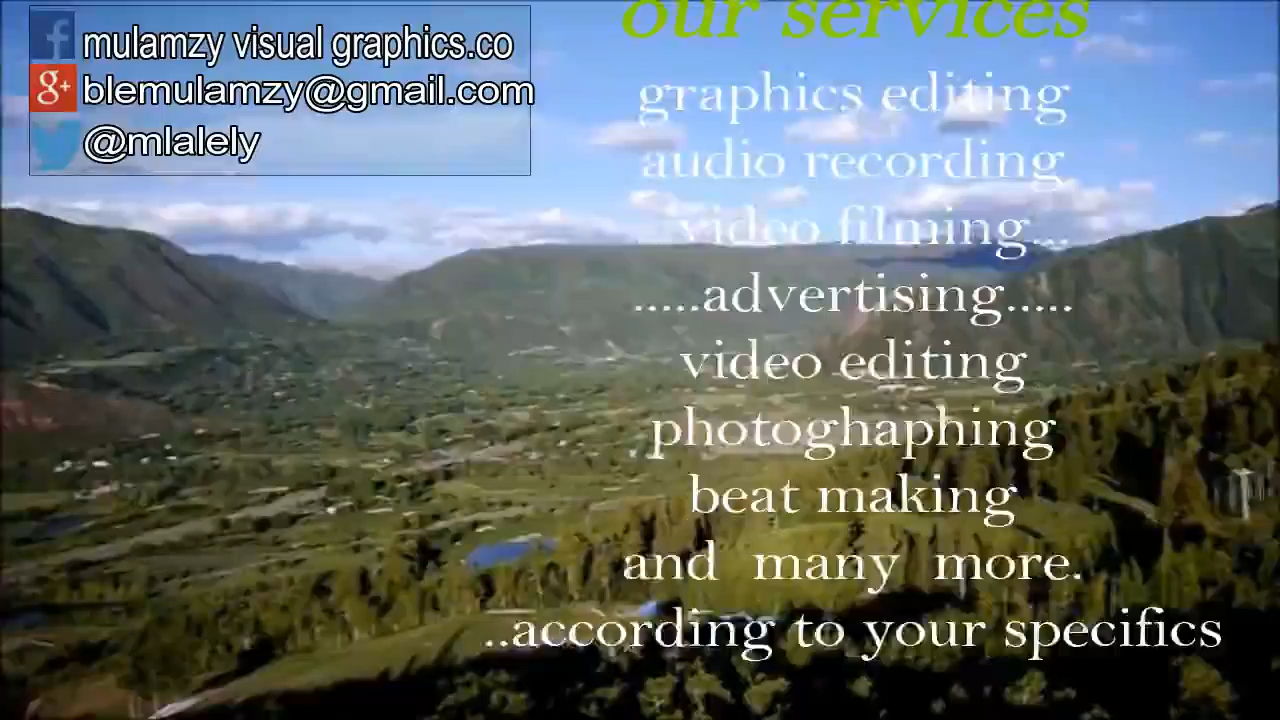 mulamzy visual graphics.co
blemulamzy@gmail.com
@mlalely
our services
graphics editing
audio recording
video filming...
.....advertising.....
video editing
photoghaphing
beat making
and many more.
..according to your specifics